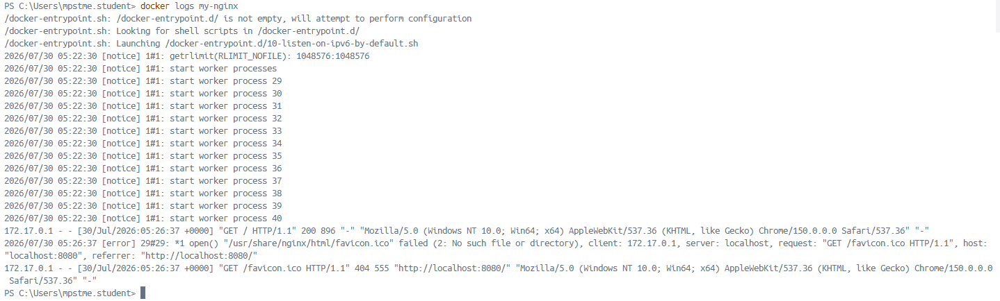 PS C:\Users\mpstme.student> docker logs my-nginx
/docker-entrypoint.sh: /docker-entrypoint.d/ is not empty, will attempt to perform configuration
/docker-entrypoint.sh: Looking for shell scripts in /docker-entrypoint.d/
/docker-entrypoint.sh: Launching /docker-entrypoint.d/10-listen-on-ipv6-by-default.sh
2026/07/30 05:22:30 [notice] 1#1: getrlimit(RLIMIT_NOFILE): 1048576:1048576
2026/07/30 05:22:30 [notice] 1#1: start worker processes
2026/07/30 05:22:30 [notice] 1#1: start worker process 29
2026/07/30 05:22:30 [notice] 1#1: start worker process 30
2026/07/30 05:22:30 [notice] 1#1: start worker process 31
2026/07/30 05:22:30 [notice] 1#1: start worker process 32
2026/07/30 05:22:30 [notice] 1#1: start worker process 33
2026/07/30 05:22:30 [notice] 1#1: start worker process 34
2026/07/30 05:22:30 [notice] 1#1: start worker process 35
2026/07/30 05:22:30 [notice] 1#1: start worker process 36
2026/07/30 05:22:30 [notice] 1#1: start worker process 37
2026/07/30 05:22:30 [notice] 1#1: start worker process 38
2026/07/30 05:22:30 [notice] 1#1: start worker process 39
2026/07/30 05:22:30 [notice] 1#1: start worker process 40
172.17.0.1 - - [30/Jul/2026:05:26:37 +0000] "GET / HTTP/1.1" 200 896 "-" "Mozilla/5.0 (Windows NT 10.0; Win64; x64) AppleWebKit/537.36 (KHTML, like Gecko) Chrome/150.0.0.0 Safari/537.36" "-"
2026/07/30 05:26:37 [error] 29#29: *1 open() "/usr/share/nginx/html/favicon.ico" failed (2: No such file or directory), client: 172.17.0.1, server: localhost, request: "GET /favicon.ico HTTP/1.1", host:
"localhost:8080", referrer: "http://localhost:8080/"
172.17.0.1 - - [30/Jul/2026:05:26:37 +0000] "GET /favicon.ico HTTP/1.1" 404 555 "http://localhost:8080/" "Mozilla/5.0 (Windows NT 10.0; Win64; x64) AppleWebKit/537.36 (KHTML, like Gecko) Chrome/150.0.0.0
Safari/537.36" "-"
PS C:\Users\mpstme.student>